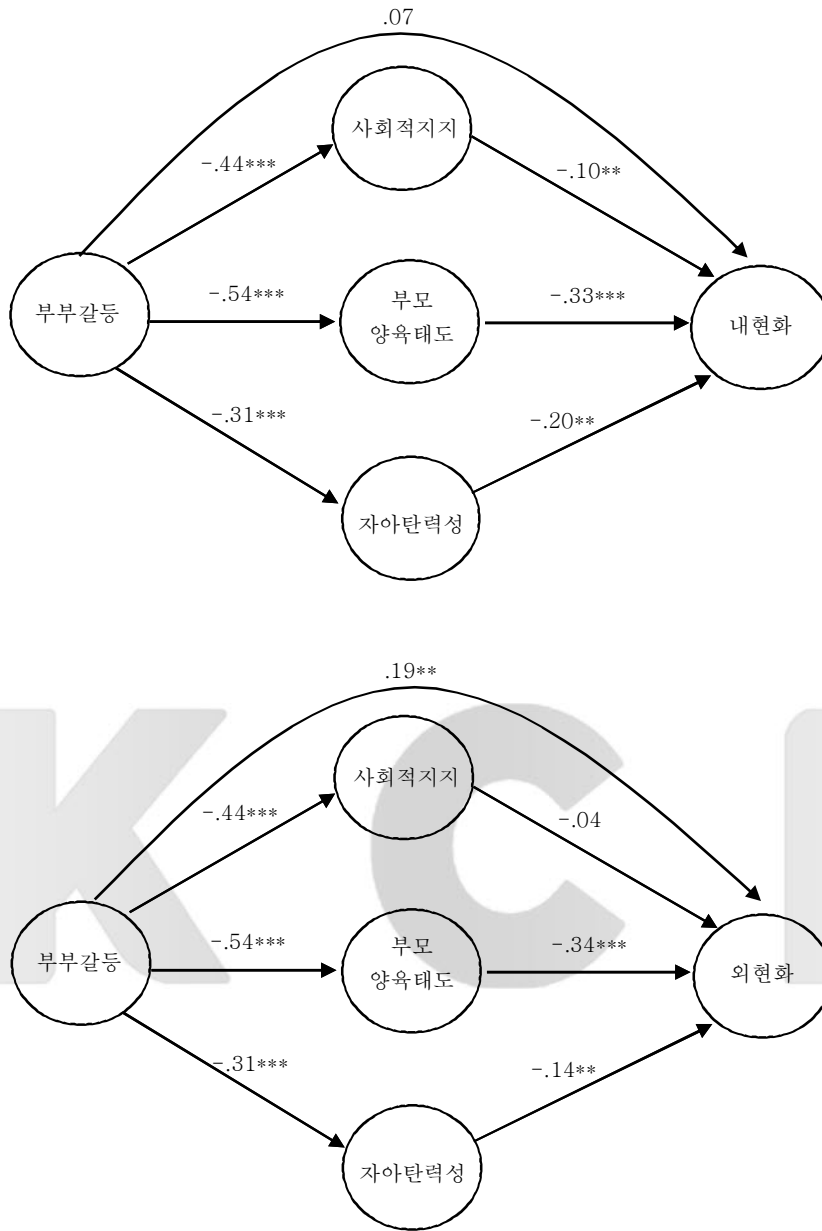 .07
사회적지지
-.44***
-.10**
부부갈등
-.54***
부모
양육태도
-.33***
내현화
-.31***
-.20**
자아탄력성
.19**
사회적지지
-.44***
-.04
부부갈등
-.54***
부모
양육태도
-.34***
외현화
-.31***
-.14**
자아탄력성
K C I